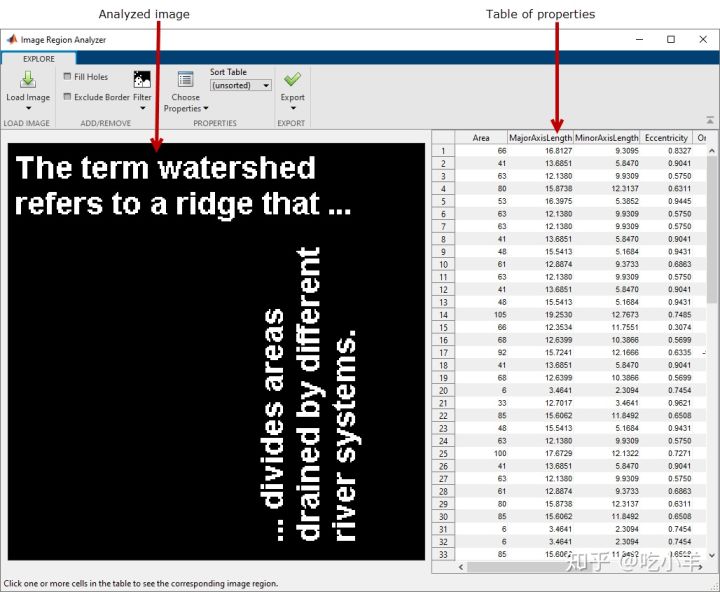 Analyzed image Table of properties
Image Region Analyzer
EXPLORE
Load Image
Fill Holes
Exclude Border
Filter
Choose
Properties
Sort Table
(unsorted)
Export
LOAD IMAGE ADD/REMOVE PROPERTIES EXPORT
The term watershed
refers to a ridge that ...
... divides areas
drained by different
river systems.
Area MajorAxisLength MinorAxisLength Eccentricity Or
1 66 16.8127 9.3095 0.8327
2 41 13.6851 5.8470 0.9041
3 63 12.1380 9.9309 0.5750
4 80 15.8738 12.3137 0.6311
5 53 16.3975 5.3852 0.9445
6 63 12.1380 9.9309 0.5750
7 63 12.1380 9.9309 0.5750
8 41 13.6851 5.8470 0.9041
9 48 15.5413 5.1684 0.9431
10 61 12.8874 9.3733 0.6863
11 63 12.1380 9.9309 0.5750
12 41 13.6851 5.8470 0.9041
13 48 15.5413 5.1684 0.9431
14 105 19.2530 12.7673 0.7485
15 66 12.3534 11.7551 0.3074
16 68 12.6399 10.3866 0.5699
17 92 15.7241 12.1666 0.6335 -
18 41 13.6851 5.8470 0.9041
19 68 12.6399 10.3866 0.5699
20 6 3.4641 2.3094 0.7454
21 33 12.7017 3.4641 0.9621
22 85 15.6062 11.8492 0.6508
23 48 15.5413 5.1684 0.9431
24 63 12.1380 9.9309 0.5750
25 100 17.6729 12.1322 0.7271
26 41 13.6851 5.8470 0.9041
27 63 12.1380 9.9309 0.5750
28 61 12.8874 9.3733 0.6863
29 80 15.8738 12.3137 0.6311
30 85 15.6062 11.8492 0.6508
31 6 3.4641 2.3094 0.7454
32 6 3.4641 2.3094 0.7454
33 85 15.6062 11.8492 0.6508
知乎 @吃小羊
Click one or more cells in the table to see the corresponding image region.